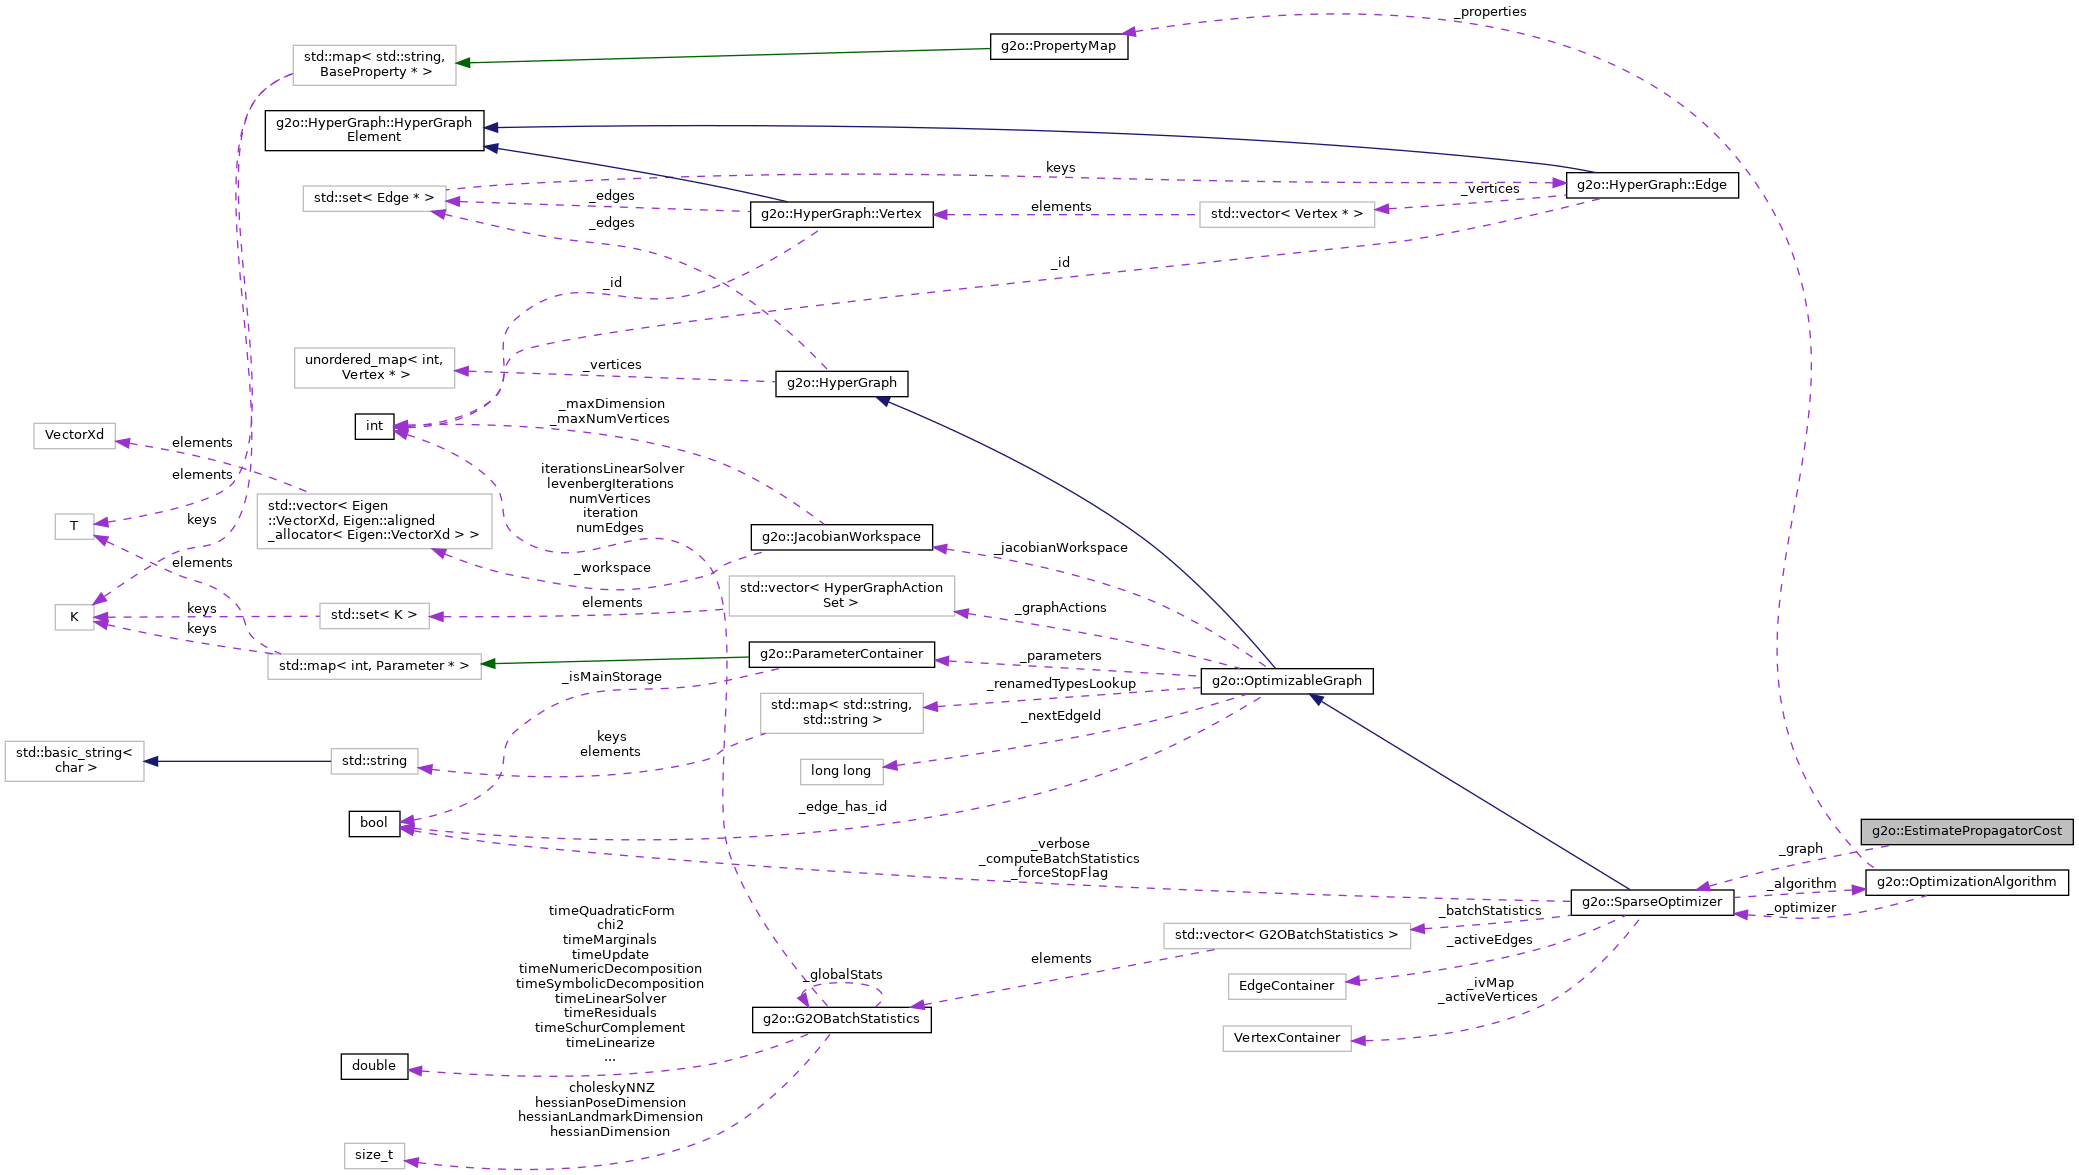 _properties
g2o::PropertyMap
std::map< std::string,
BaseProperty * >
g2o::HyperGraph::HyperGraph
Element
keys
g2o::HyperGraph::Edge
_vertices
std::set< Edge * >
_edges
g2o::HyperGraph::Vertex
elements
std::vector< Vertex * >
_edges
_id
_id
unordered_map< int,
Vertex * >
_vertices
g2o::HyperGraph
_maxDimension
_maxNumVertices
int
VectorXd
elements
elements
iterationsLinearSolver
levenbergIterations
numVertices
iteration
numEdges
std::vector< Eigen
::VectorXd, Eigen::aligned
_allocator< Eigen::VectorXd > >
T
keys
g2o::JacobianWorkspace
_jacobianWorkspace
elements
_workspace
std::vector< HyperGraphAction
Set >
_graphActions
elements
keys
K
std::set< K >
keys
std::map< int, Parameter * >
g2o::ParameterContainer
_parameters
_isMainStorage
g2o::OptimizableGraph
_renamedTypesLookup
std::map< std::string,
std::string >
_nextEdgeId
keys
elements
std::basic_string<
char >
std::string
long long
_edge_has_id
bool
g2o::EstimatePropagatorCost
_verbose
_computeBatchStatistics
_forceStopFlag
_graph
_algorithm
g2o::OptimizationAlgorithm
g2o::SparseOptimizer
_optimizer
_batchStatistics
std::vector< G2OBatchStatistics >
_activeEdges
elements
EdgeContainer
_ivMap
_activeVertices
VertexContainer
_globalStats
g2o::G2OBatchStatistics
timeQuadraticForm
chi2
timeMarginals
timeUpdate
timeNumericDecomposition
timeSymbolicDecomposition
timeLinearSolver
timeResiduals
timeSchurComplement
timeLinearize
...
double
choleskyNNZ
hessianPoseDimension
hessianLandmarkDimension
hessianDimension
size_t